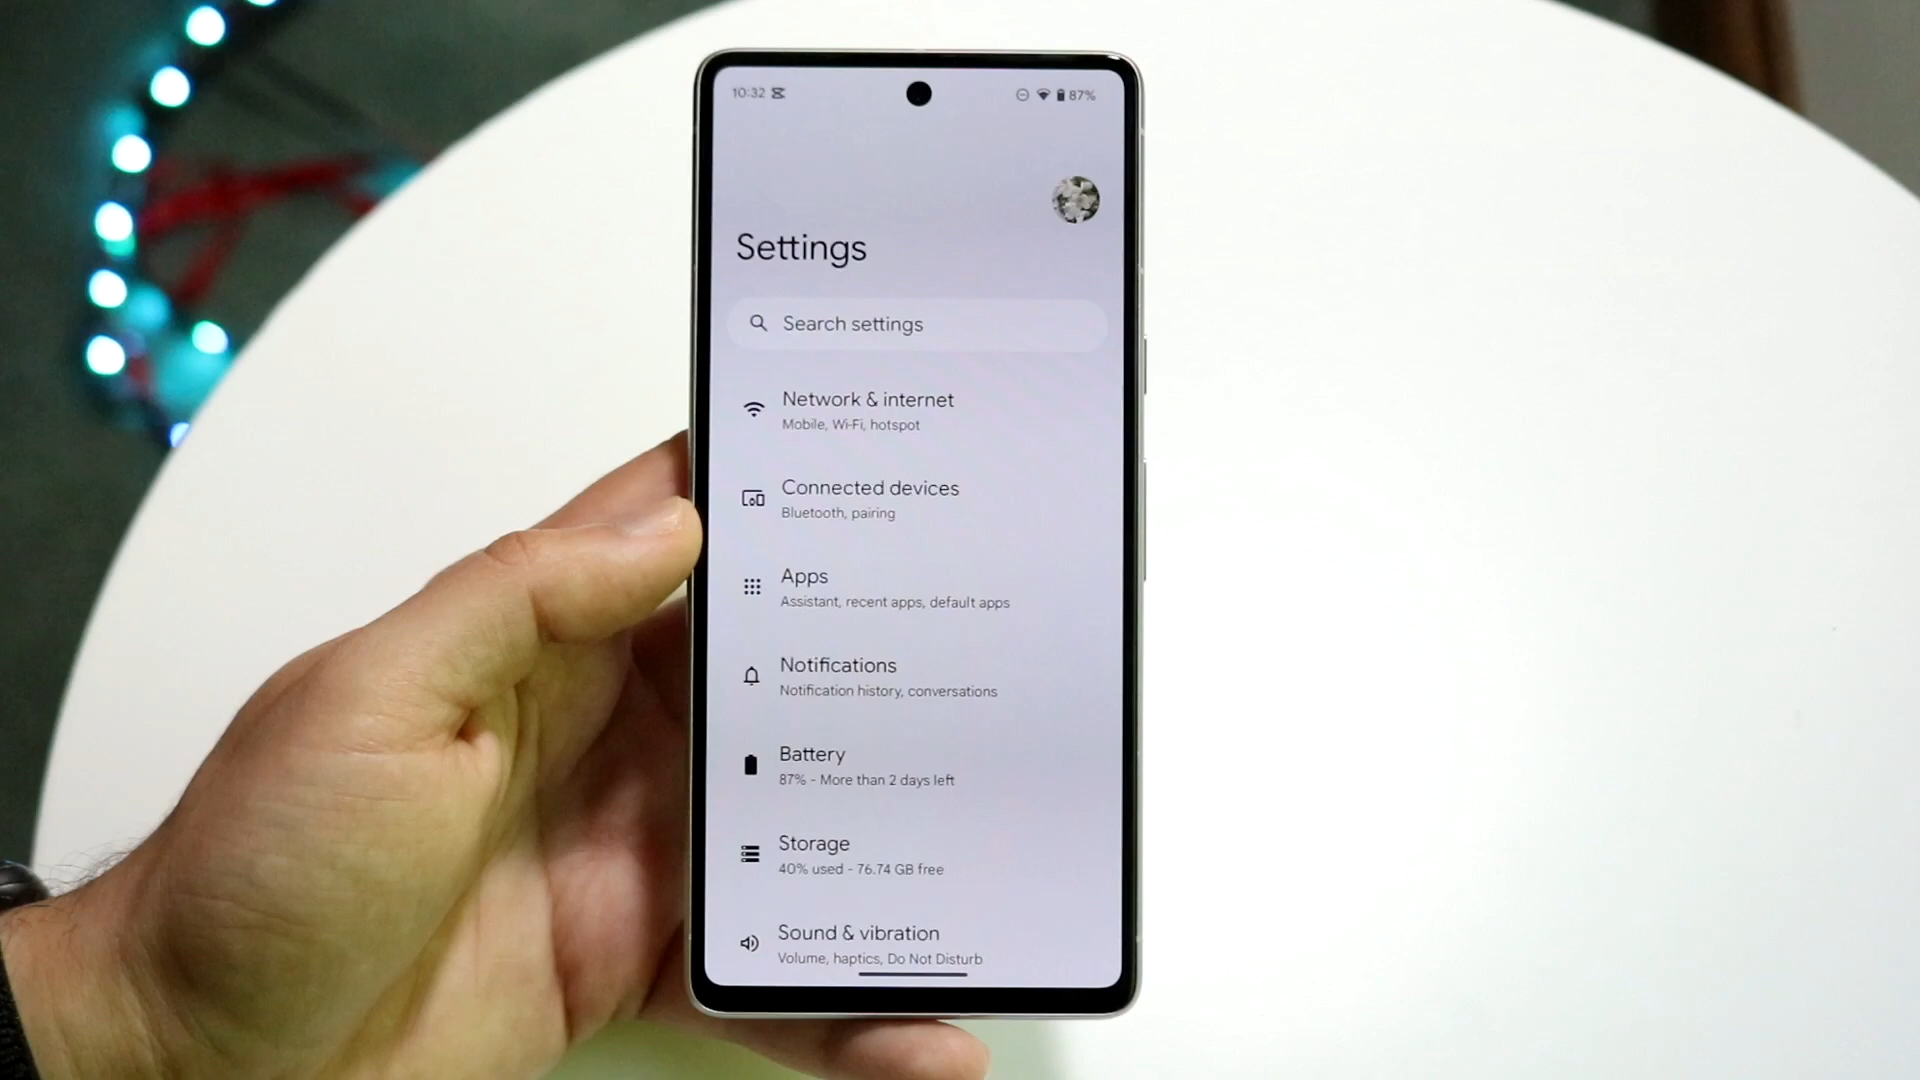 10:32
87%
Settings
Search settings
Network & internet
Mobile, Wi-Fi, hotspot
Connected devices
Bluetooth, pairing
Apps
Assistant, recent apps, default apps
Notifications
Notification history, conversations
Battery
87% - More than 2 days left
Storage
40% used - 76.74 GB free
Sound & vibration
Volume, haptics, Do Not Disturb